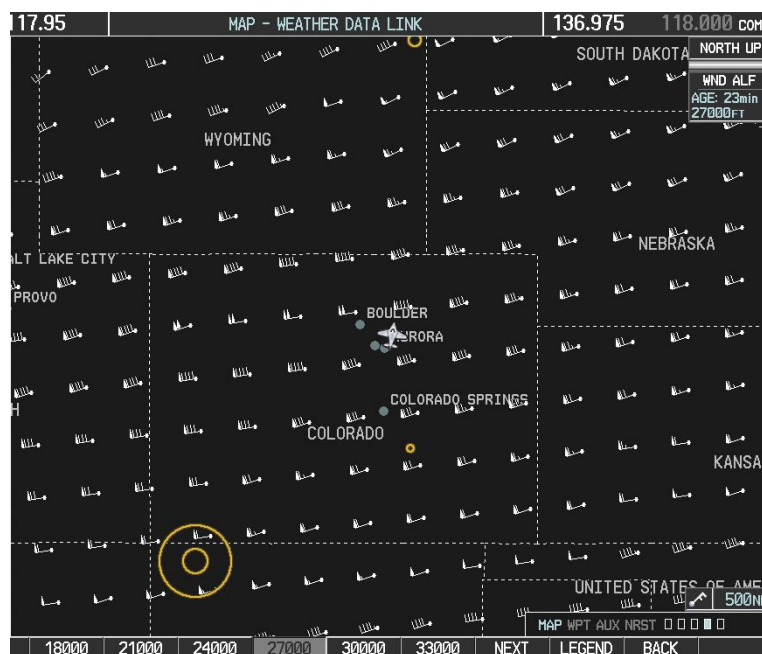 117.95 MAP – WEATHER DATA LINK 136.975 118.000 COM
SOUTH DAKOTA
NORTH UP
WND ALF
AGE: 23min
27000FT
WYOMING
NEBRASKA
ALT LAKE CITY
PROVO
BOULDER
AURORA
COLORADO SPRINGS
H
COLORADO
KANSA
UNITED STATES OF AME
500N
MAP WPT AUX NRST
18000 21000 24000 27000 30000 33000 NEXT LEGEND BACK